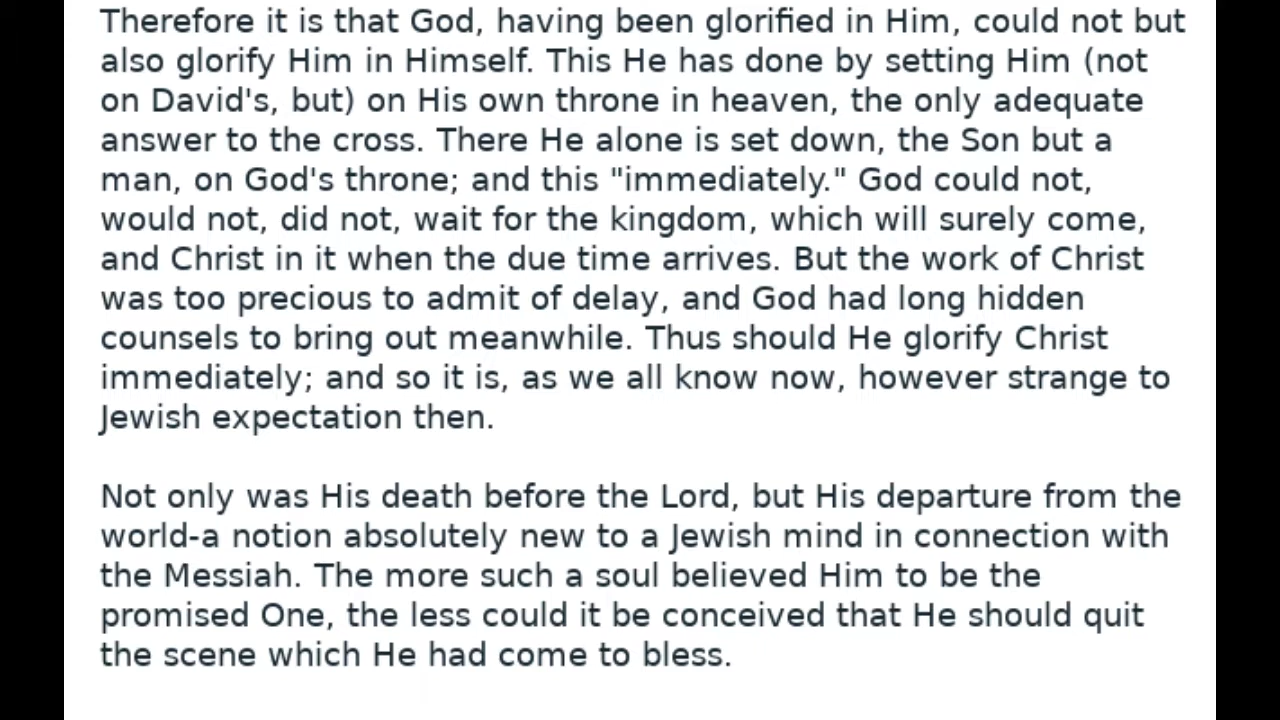 Therefore it is that God, having been glorified in Him, could not but
also glorify Him in Himself. This He has done by setting Him (not
on David's, but) on His own throne in heaven, the only adequate
answer to the cross. There He alone is set down, the Son but a
man, on God's throne; and this "immediately." God could not,
would not, did not, wait for the kingdom, which will surely come,
and Christ in it when the due time arrives. But the work of Christ
was too precious to admit of delay, and God had long hidden
counsels to bring out meanwhile. Thus should He glorify Christ
immediately; and so it is, as we all know now, however strange to
Jewish expectation then.

Not only was His death before the Lord, but His departure from the
world-a notion absolutely new to a Jewish mind in connection with
the Messiah. The more such a soul believed Him to be the
promised One, the less could it be conceived that He should quit
the scene which He had come to bless.